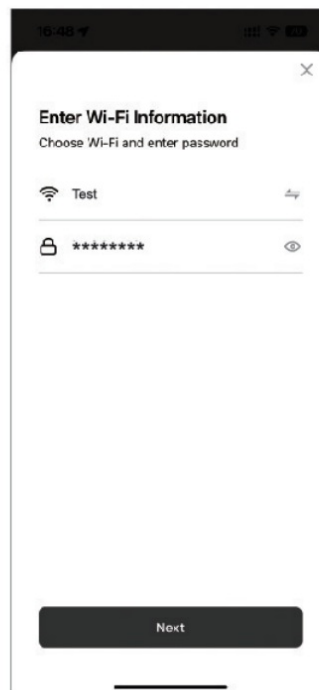 16:48
Enter Wi-Fi Information
Choose Wi-Fi and enter password
Test
********
Next